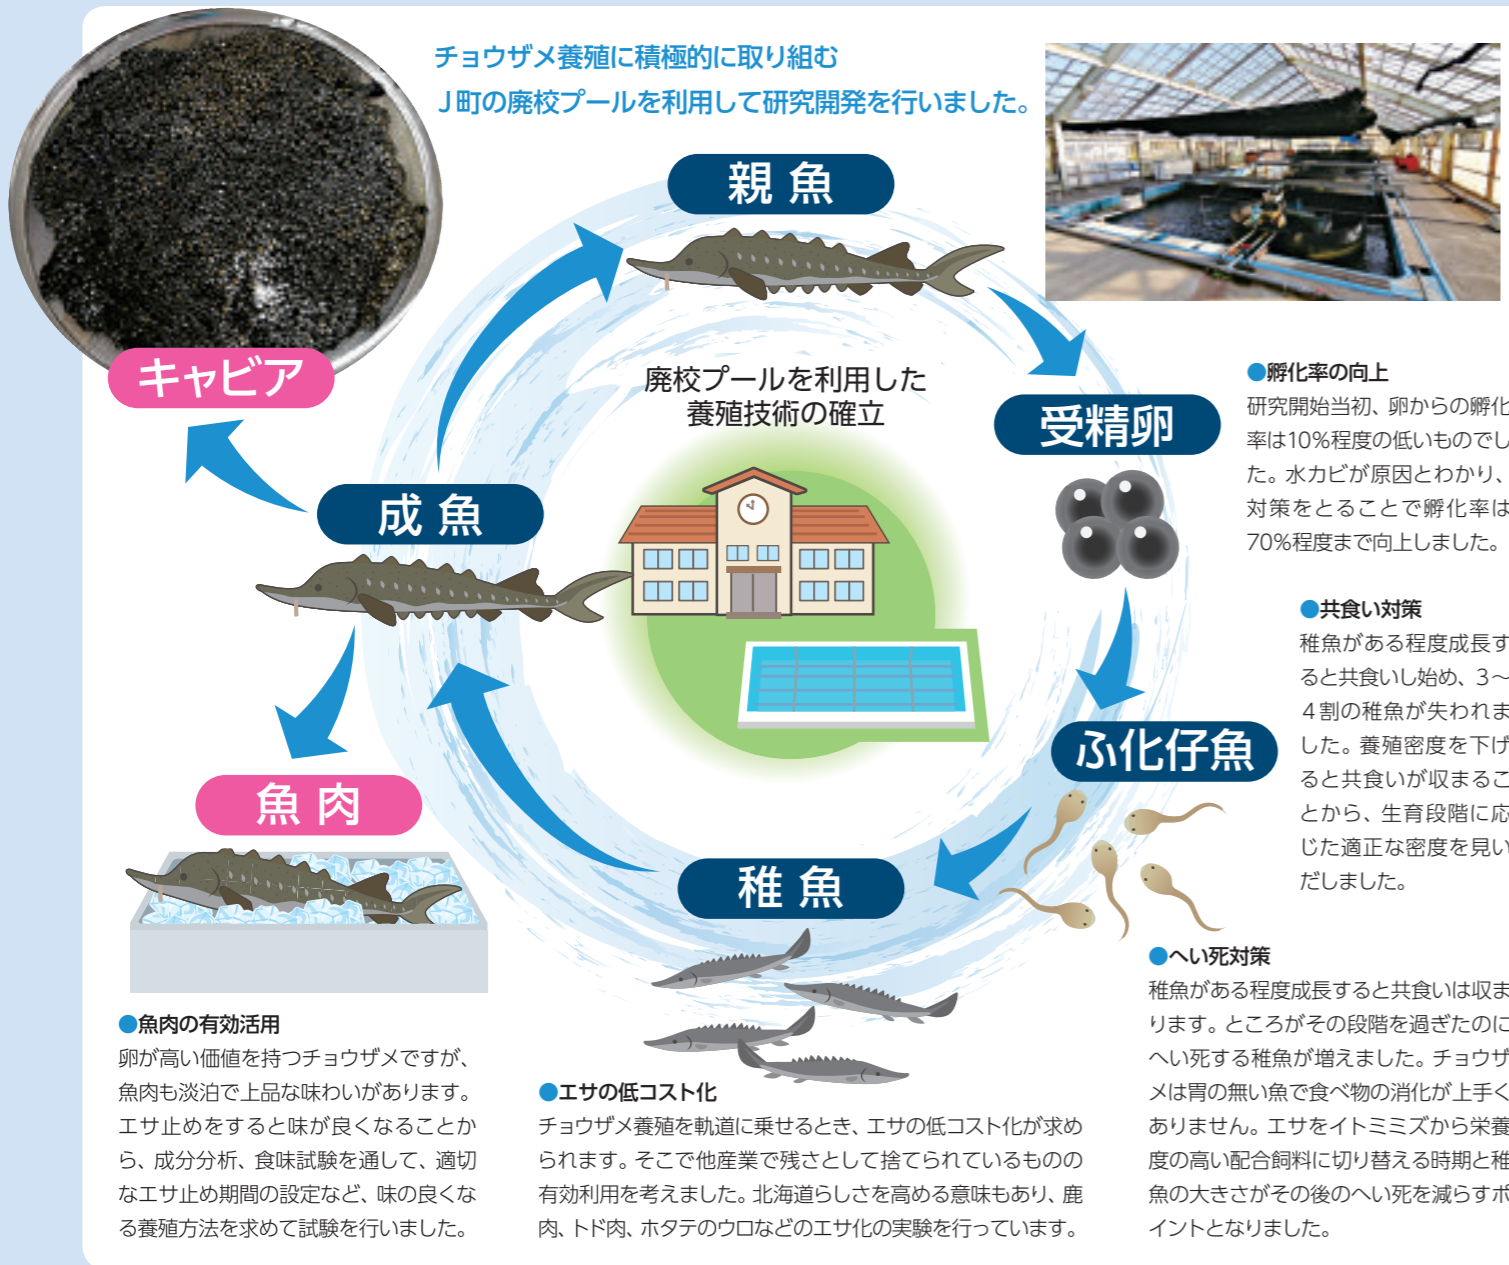 チョウザメ養殖に積極的に取り組む
J町の廃校プールを利用して研究開発を行いました。
親 魚
キャビア
廃校プールを利用した
養殖技術の確立
受精卵
成 魚
●孵化率の向上
研究開始当初、卵からの孵化
率は10%程度の低いものでし
た。水カビが原因とわかり、
対策をとることで孵化率は
70%程度まで向上しました。
●共食い対策
稚魚がある程度成長す
ると共食いし始め、3〜
4割の稚魚が失われま
した。養殖密度を下げ
ると共食いが収まるこ
とから、生育段階に応
じた適正な密度を見い
だしました。
ふ化仔魚
魚 肉
稚 魚
●へい死対策
稚魚がある程度成長すると共食いは収ま
ります。ところがその段階を過ぎたのに
へい死する稚魚が増えました。チョウザ
メは胃の無い魚で食べ物の消化が上手く
ありません。エサをイトミミズから栄養
度の高い配合飼料に切り替える時期と稚
魚の大きさがその後のへい死を減らすポ
イントとなりました。
●魚肉の有効活用
卵が高い価値を持つチョウザメですが、
魚肉も淡泊で上品な味わいがあります。
エサ止めをすると味が良くなることか
ら、成分分析、食味試験を通して、適切
なエサ止め期間の設定など、味の良くな
る養殖方法を求めて試験を行いました。
●エサの低コスト化
チョウザメ養殖を軌道に乗せるとき、エサの低コスト化が求め
られます。そこで他産業で残さとして捨てられているものの
有効利用を考えました。北海道らしさを高める意味もあり、鹿
肉、トド肉、ホタテのウロなどのエサ化の実験を行っています。